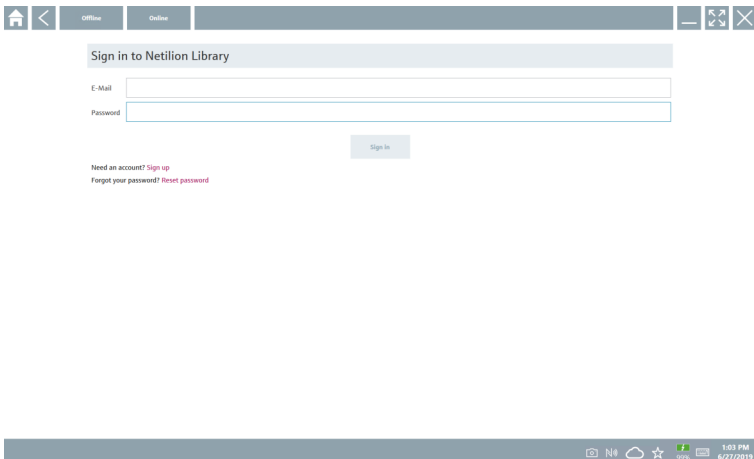 Offline Online
Sign in to Netilion Library
E-Mail
Password
Sign in
Need an account? Sign up
Forgot your password? Reset password
99%
1:03 PM
6/27/2019